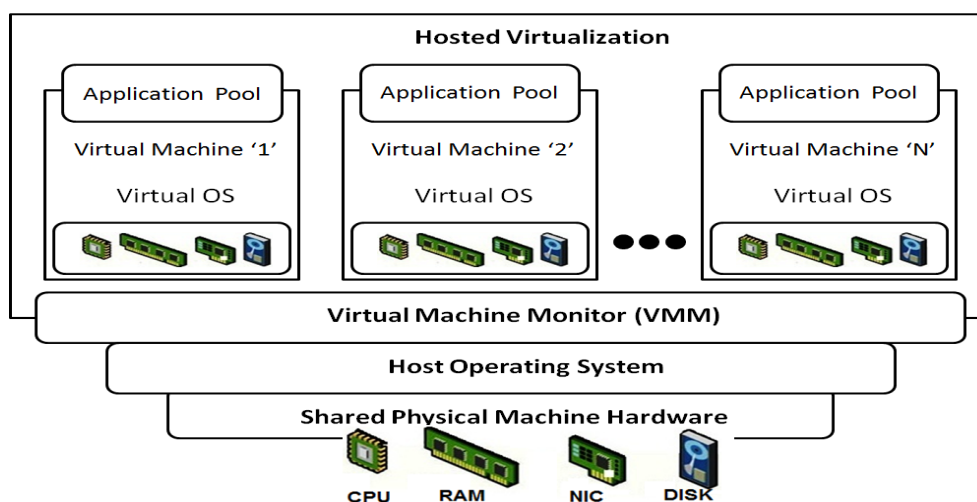 Hosted Virtualization
Application Pool
Application Pool
Application Pool
Virtual Machine ‘1’
Virtual Machine ‘2’
Virtual Machine ‘N’
Virtual OS
Virtual OS
Virtual OS
Virtual Machine Monitor (VMM)
Host Operating System
Shared Physical Machine Hardware
CPU
RAM
NIC
DISK